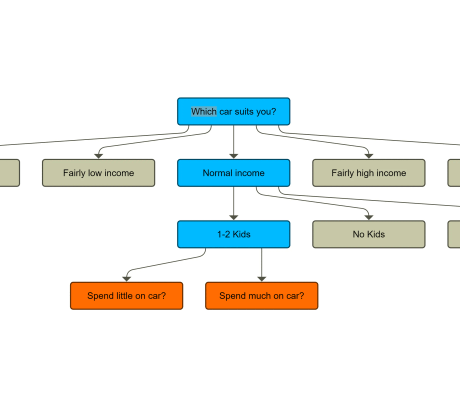 Which car suits you?
Fairly low income
Normal income
Fairly high income
1-2 Kids
No Kids
Spend little on car?
Spend much on car?